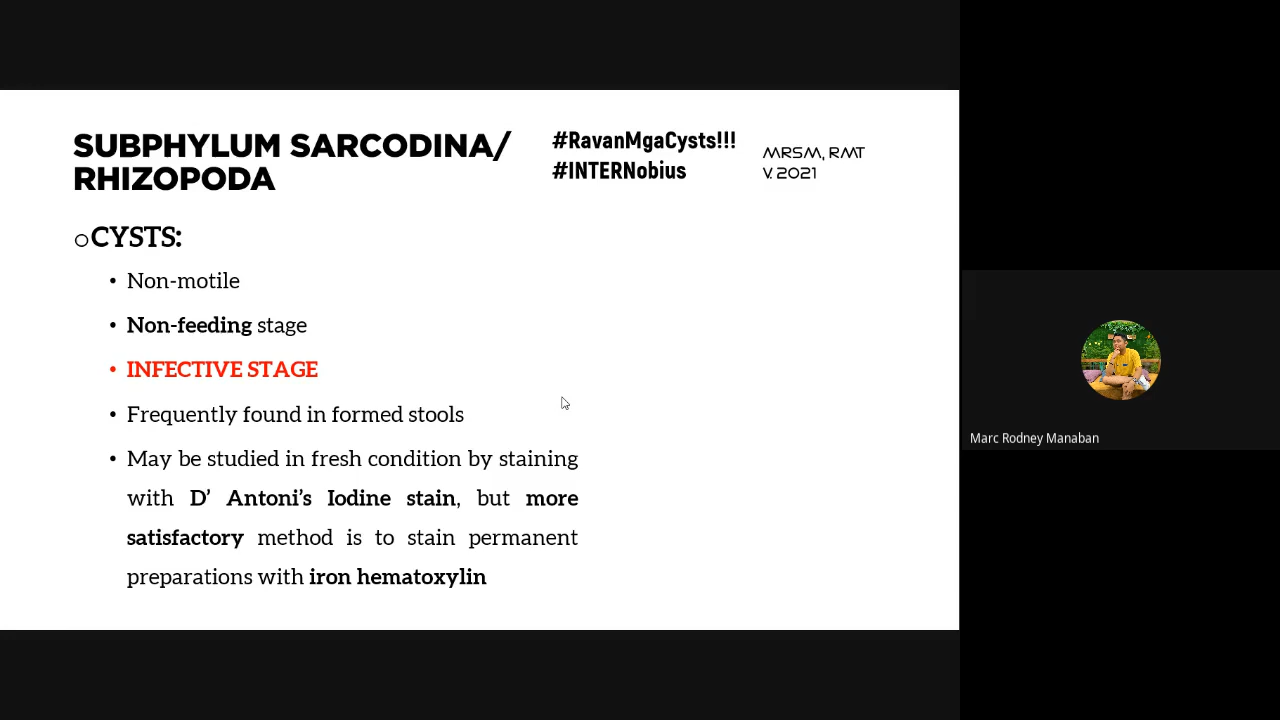 SUBPHYLUM SARCODINA/
RHIZOPODA
#RavanMgaCysts!!!
#INTERNobius
MRSM, RMT
V. 2021
CYSTS:
• Non-motile
• Non-feeding stage
• INFECTIVE STAGE
• Frequently found in formed stools
• May be studied in fresh condition by staining
with D’ Antoni’s Iodine stain, but more
satisfactory method is to stain permanent
preparations with iron hematoxylin
Marc Rodney Manaban